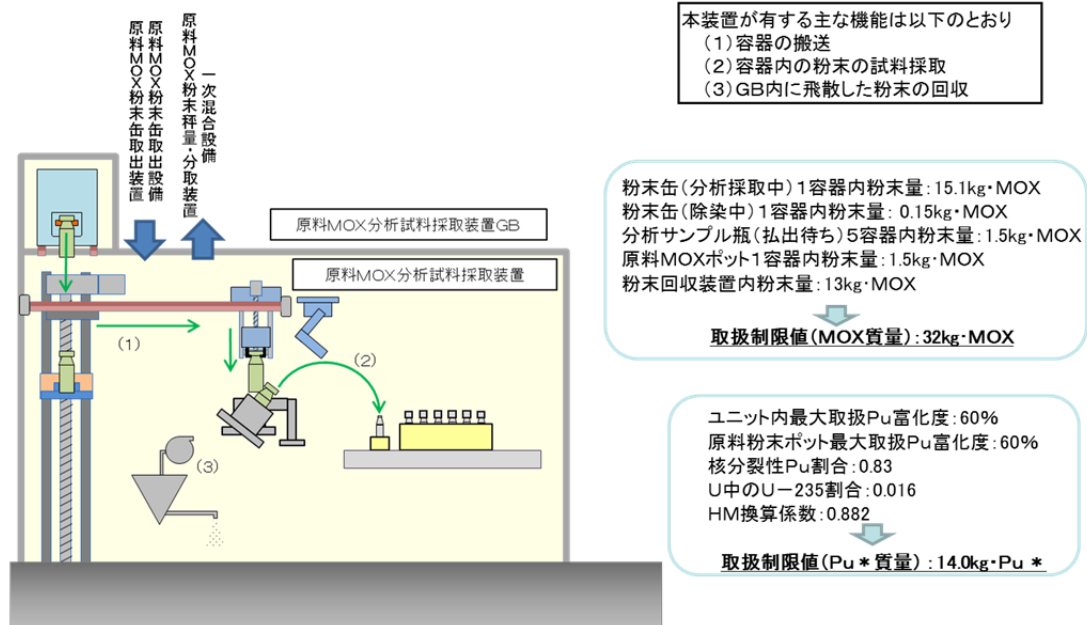 原料MOX粉末缶取出装置
原料MOX粉末缶取出設備
原料MOX粉末秤量・分取装置
一次混合設備
本装置が有する主な機能は以下のとおり
（1）容器の搬送
（2）容器内の粉末の試料採取
（3）GB内に飛散した粉末の回収
原料MOX分析試料採取装置GB
原料MOX分析試料採取装置
（1）
（2）
（3）
粉末缶（分析採取中）1容器内粉末量：15.1kg・MOX
粉末缶（除染中）1容器内粉末量：0.15kg・MOX
分析サンプル瓶（払出待ち）5容器内粉末量：1.5kg・MOX
原料MOXポット1容器内粉末量：1.5kg・MOX
粉末回収装置内粉末量：13kg・MOX
取扱制限値（MOX質量）：32kg・MOX
ユニット内最大取扱Pu富化度：60%
原料粉末ポット最大取扱Pu富化度：60%
核分裂性Pu割合：0.83
U中のU－235割合：0.016
HM換算係数：0.882
取扱制限値（Pu＊質量）：14.0kg・Pu＊